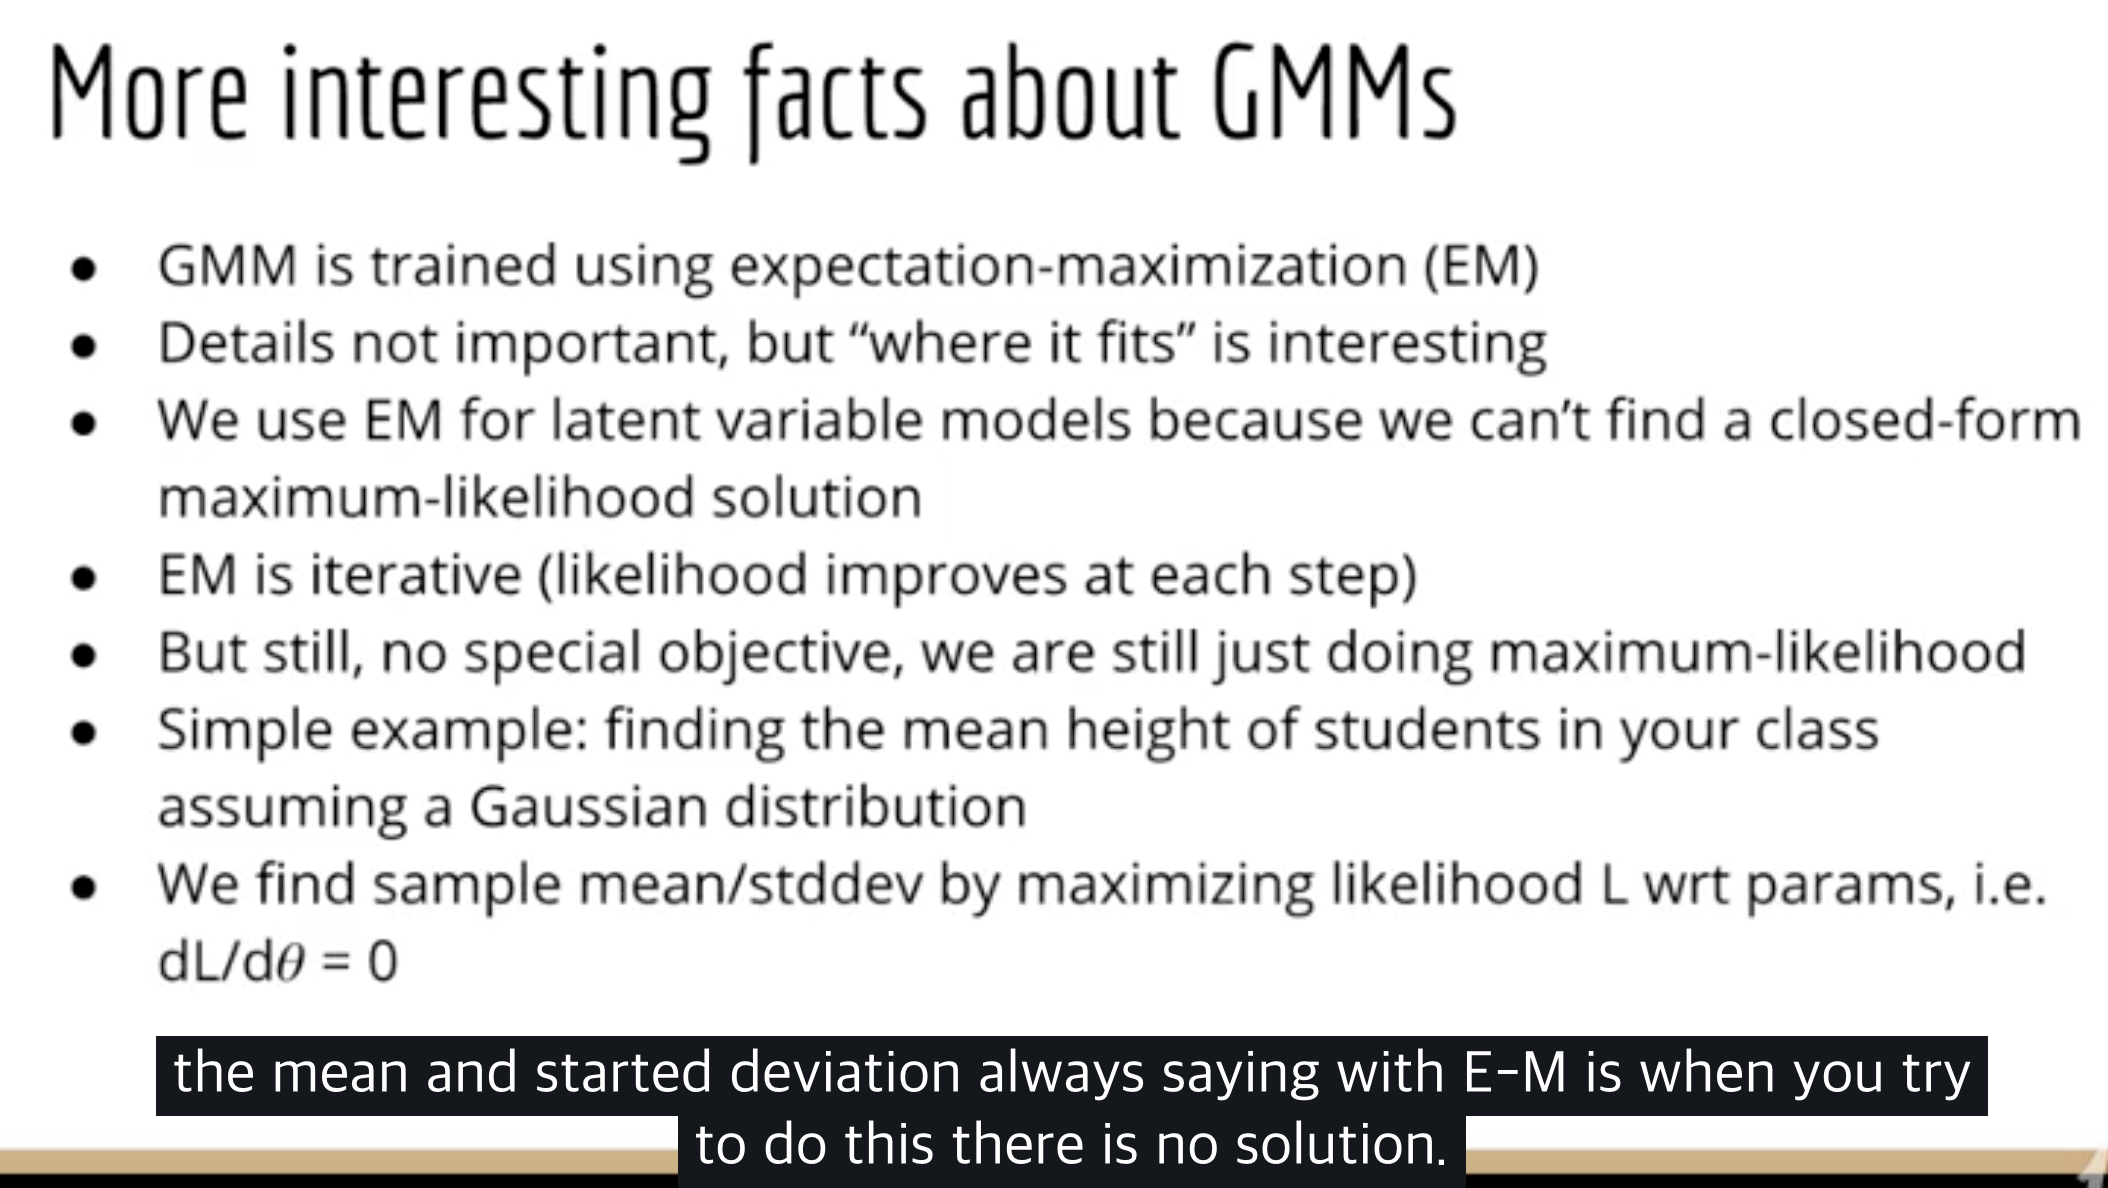 More interesting facts about GMMs
● GMM is trained using expectation-maximization (EM)
● Details not important, but “where it fits” is interesting
● We use EM for latent variable models because we can’t find a closed-form
maximum-likelihood solution
● EM is iterative (likelihood improves at each step)
● But still, no special objective, we are still just doing maximum-likelihood
● Simple example: finding the mean height of students in your class
assuming a Gaussian distribution
● We find sample mean/stddev by maximizing likelihood L wrt params, i.e.
dL/dθ = 0
the mean and started deviation always saying with E-M is when you try
to do this there is no solution.